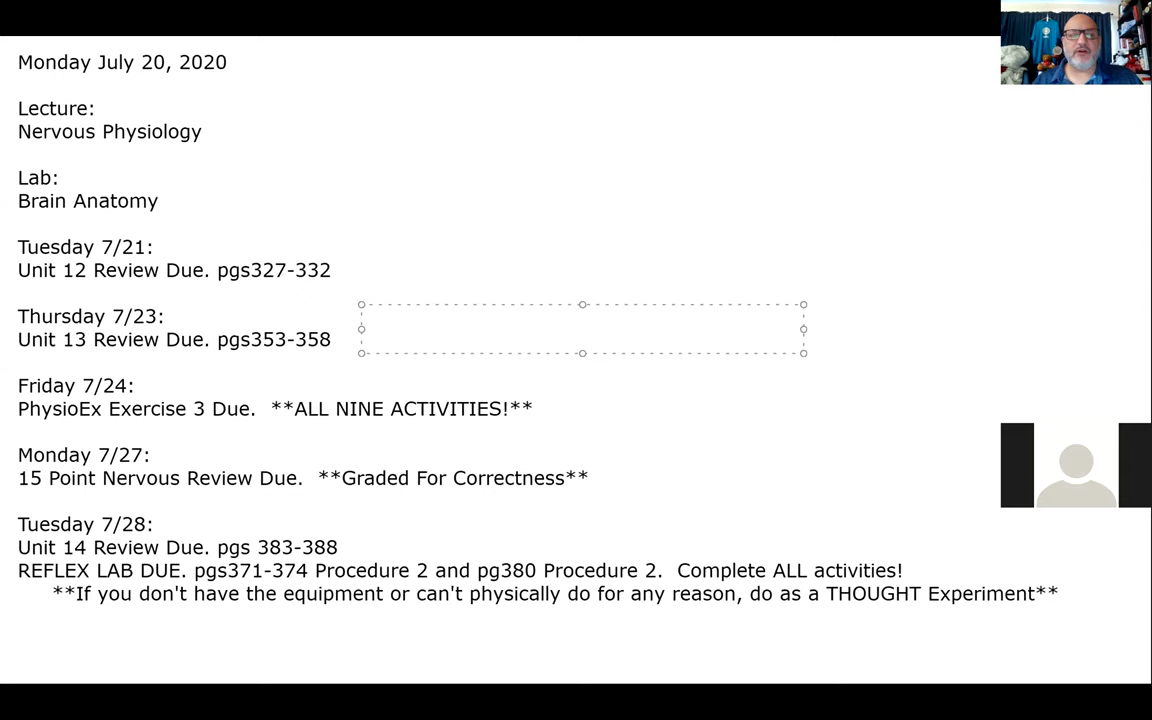 Monday July 20, 2020
Lecture:
Nervous Physiology
Lab:
Brain Anatomy
Tuesday 7/21:
Unit 12 Review Due. pgs327-332
Thursday 7/23:
Unit 13 Review Due. pgs353-358
Friday 7/24:
PhysioEx Exercise 3 Due.  **ALL NINE ACTIVITIES!**
Monday 7/27:
15 Point Nervous Review Due.  **Graded For Correctness**
Tuesday 7/28:
Unit 14 Review Due. pgs 383-388
REFLEX LAB DUE. pgs371-374 Procedure 2 and pg380 Procedure 2.  Complete ALL activities!
**If you don't have the equipment or can't physically do for any reason, do as a THOUGHT Experiment**